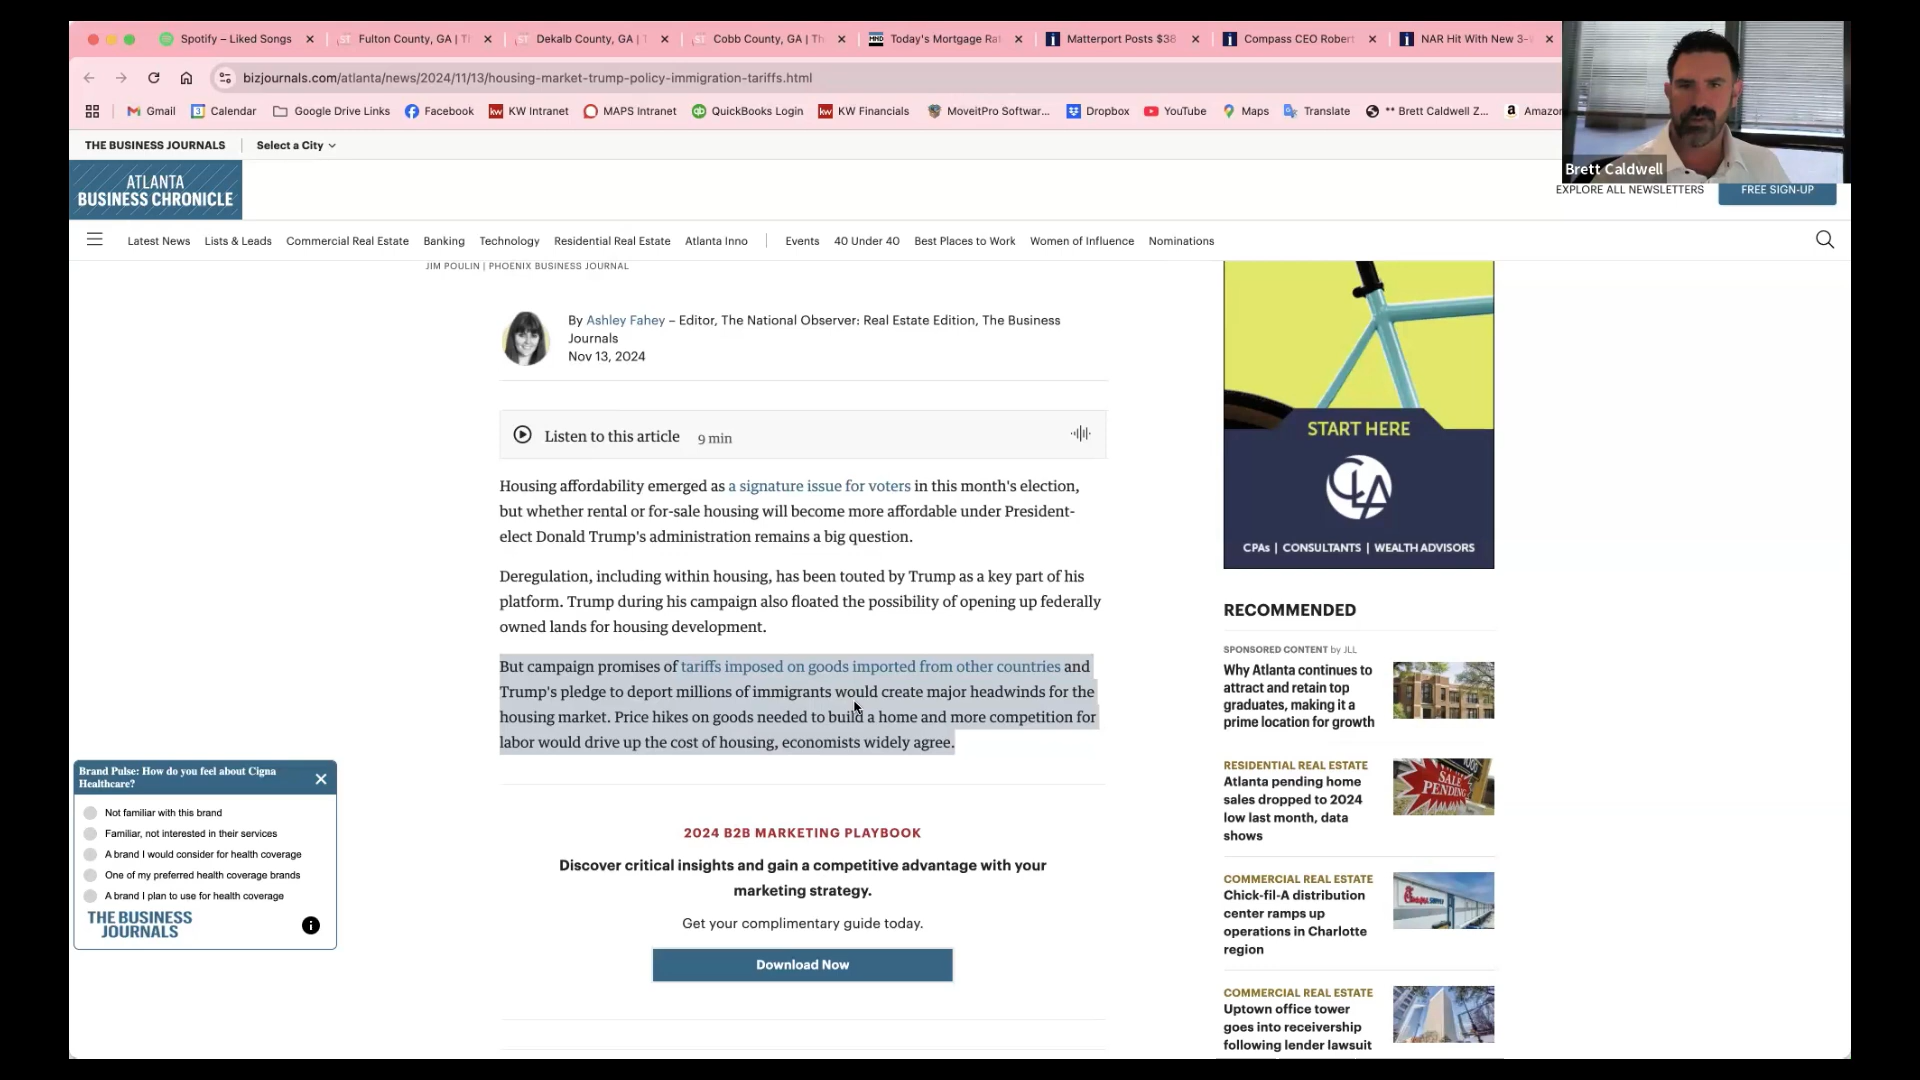 Spotify – Liked Songs
Fulton County, GA | T
Dekalb County, GA |
Cobb County, GA | Th
Today's Mortgage Ra
Matterport Posts $38
Compass CEO Robert
NAR Hit With New 3-
bizjournals.com/atlanta/news/2024/11/13/housing-market-trump-policy-immigration-tariffs.html
Gmail
Calendar
Google Drive Links
Facebook
KW Intranet
MAPS Intranet
QuickBooks Login
KW Financials
MoveitPro Softwar...
Dropbox
YouTube
Maps
Translate
** Brett Caldwell Z...
Amazon
Brett Caldwell
THE BUSINESS JOURNALS
Select a City
ATLANTA
BUSINESS CHRONICLE
EXPLORE ALL NEWSLETTERS
FREE SIGN-UP
Latest News
Lists & Leads
Commercial Real Estate
Banking
Technology
Residential Real Estate
Atlanta Inno
Events
40 Under 40
Best Places to Work
Women of Influence
Nominations
JIM POULIN | PHOENIX BUSINESS JOURNAL
By Ashley Fahey – Editor, The National Observer: Real Estate Edition, The Business
Journals
Nov 13, 2024
Listen to this article 9 min
Housing affordability emerged as a signature issue for voters in this month's election,
but whether rental or for-sale housing will become more affordable under President-
elect Donald Trump's administration remains a big question.
Deregulation, including within housing, has been touted by Trump as a key part of his
platform. Trump during his campaign also floated the possibility of opening up federally
owned lands for housing development.
But campaign promises of tariffs imposed on goods imported from other countries and
Trump's pledge to deport millions of immigrants would create major headwinds for the
housing market. Price hikes on goods needed to build a home and more competition for
labor would drive up the cost of housing, economists widely agree.
2024 B2B MARKETING PLAYBOOK
Discover critical insights and gain a competitive advantage with your
marketing strategy.
Get your complimentary guide today.
Download Now
START HERE
CLA
CPAs | CONSULTANTS | WEALTH ADVISORS
RECOMMENDED
SPONSORED CONTENT by JLL
Why Atlanta continues to
attract and retain top
graduates, making it a
prime location for growth
RESIDENTIAL REAL ESTATE
Atlanta pending home
sales dropped to 2024
low last month, data
shows
SALE
PENDING
COMMERCIAL REAL ESTATE
Chick-fil-A distribution
center ramps up
operations in Charlotte
region
COMMERCIAL REAL ESTATE
Uptown office tower
goes into receivership
following lender lawsuit
Brand Pulse: How do you feel about Cigna
Healthcare?
Not familiar with this brand
Familiar, not interested in their services
A brand I would consider for health coverage
One of my preferred health coverage brands
A brand I plan to use for health coverage
THE BUSINESS
JOURNALS